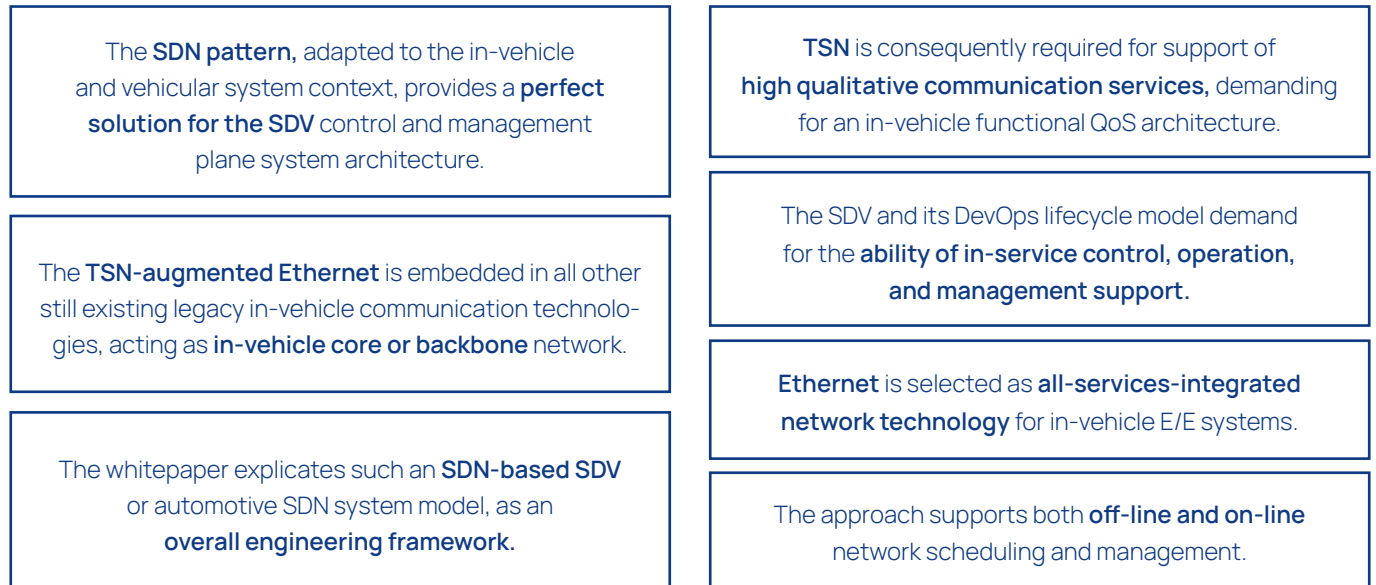 The SDN pattern, adapted to the in-vehicle
and vehicular system context, provides a perfect
solution for the SDV control and management
plane system architecture.
The TSN-augmented Ethernet is embedded in all other
still existing legacy in-vehicle communication technolo-
gies, acting as in-vehicle core or backbone network.
The whitepaper explicates such an SDN-based SDV
or automotive SDN system model, as an
overall engineering framework.
TSN is consequently required for support of
high qualitative communication services, demanding
for an in-vehicle functional QoS architecture.
The SDV and its DevOps lifecycle model demand
for the ability of in-service control, operation,
and management support.
Ethernet is selected as all-services-integrated
network technology for in-vehicle E/E systems.
The approach supports both off-line and on-line
network scheduling and management.